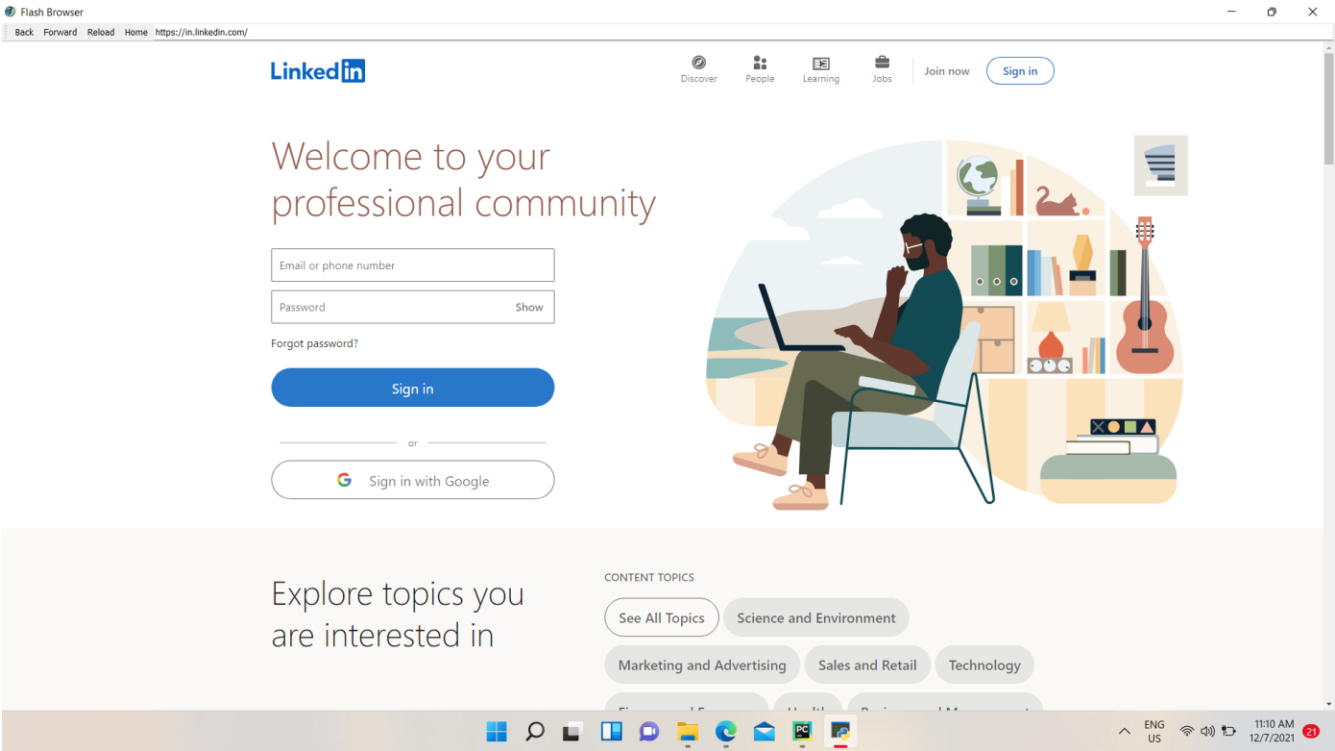 Flash Browser
Back Forward Reload Home https://in.linkedin.com/
Linked in
Discover People Learning Jobs Join now Sign in
Welcome to your
professional community
Email or phone number
Password Show
Forgot password?
Sign in
or
G Sign in with Google
Explore topics you
are interested in
CONTENT TOPICS
See All Topics Science and Environment
Marketing and Advertising Sales and Retail Technology
PC
ENG
US
11:10 AM
12/7/2021
21